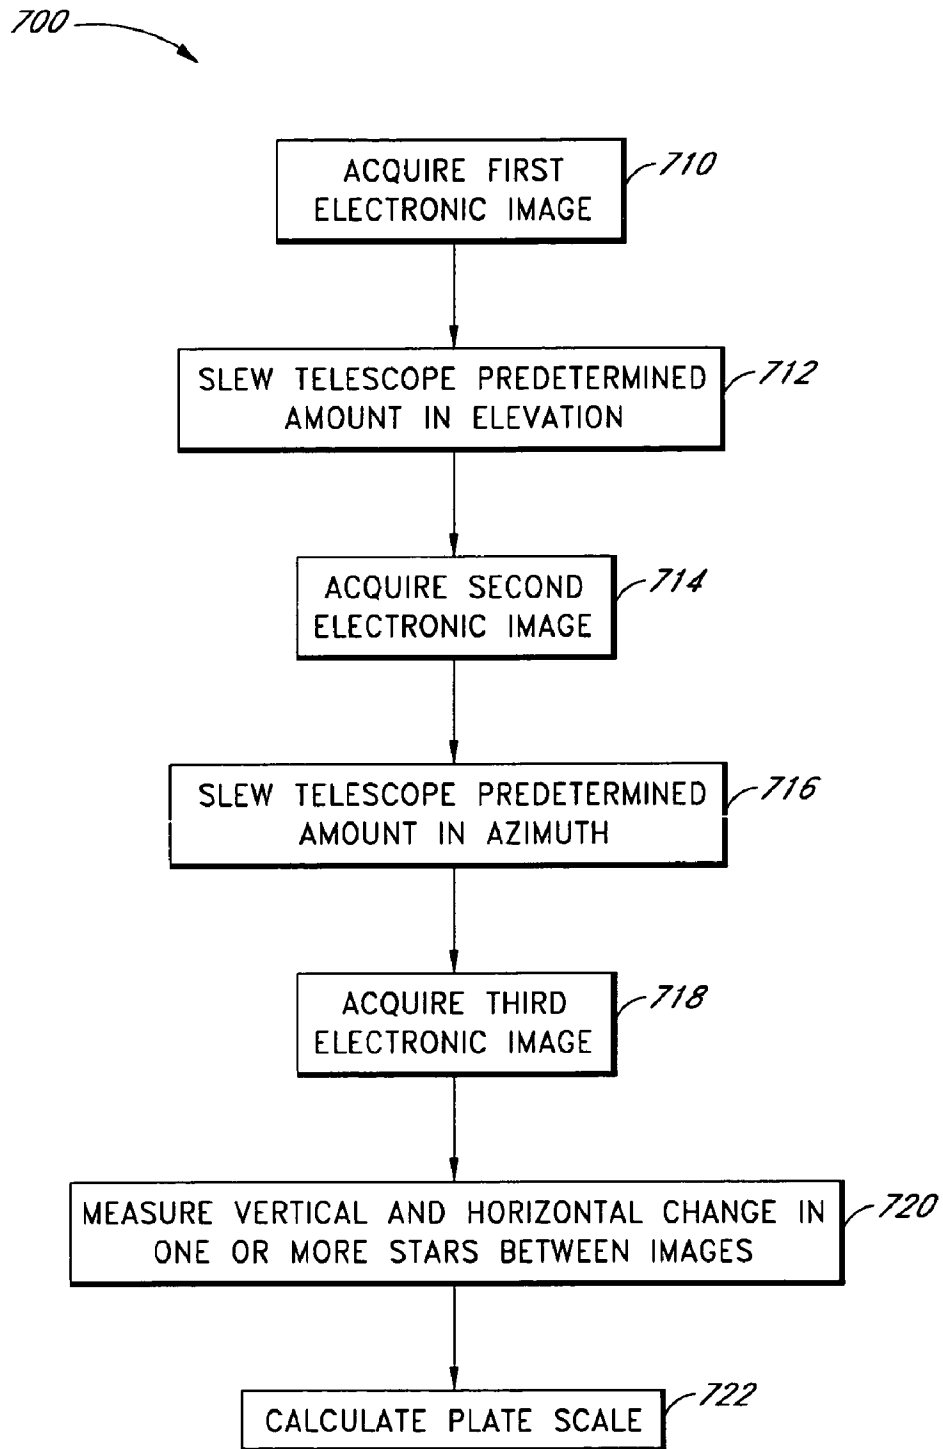 700
ACQUIRE FIRST
ELECTRONIC IMAGE
710
SLEW TELESCOPE PREDETERMINED
AMOUNT IN ELEVATION
712
ACQUIRE SECOND
ELECTRONIC IMAGE
714
SLEW TELESCOPE PREDETERMINED
AMOUNT IN AZIMUTH
716
ACQUIRE THIRD
ELECTRONIC IMAGE
718
MEASURE VERTICAL AND HORIZONTAL CHANGE IN
ONE OR MORE STARS BETWEEN IMAGES
720
CALCULATE PLATE SCALE
722